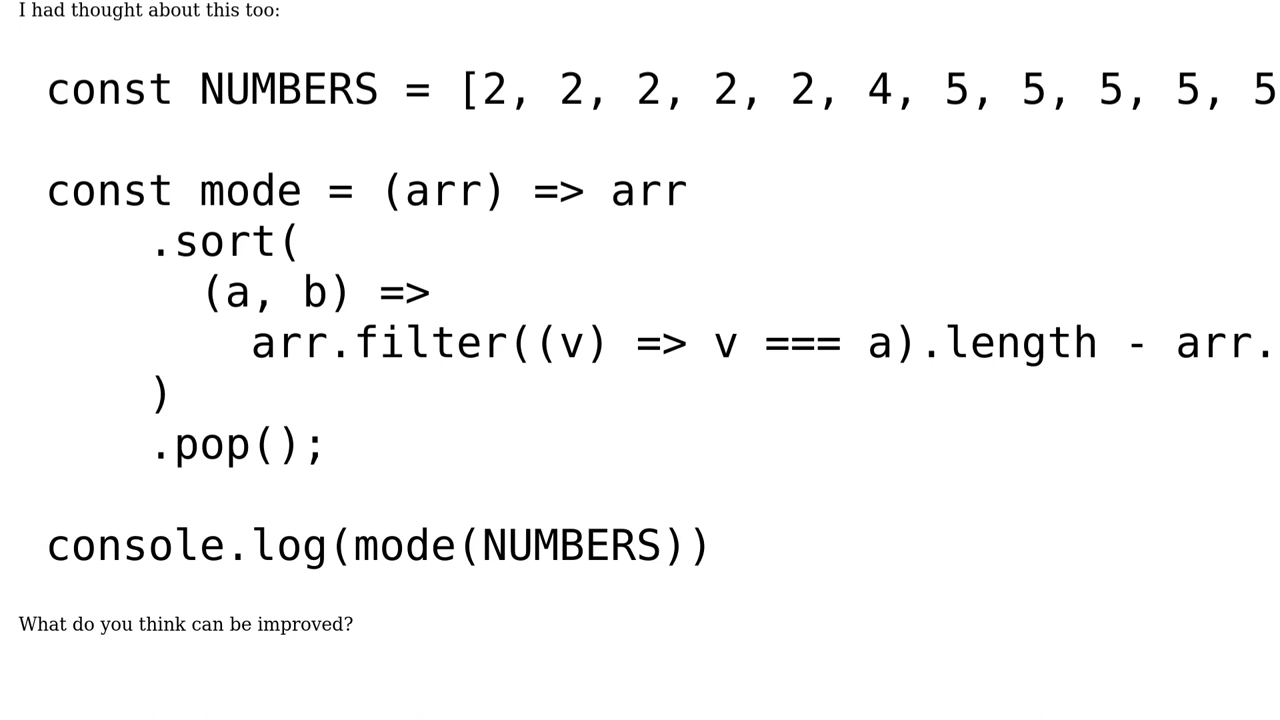 I had thought about this too:
const NUMBERS = [2, 2, 2, 2, 2, 4, 5, 5, 5, 5, 5
const mode = (arr) => arr
.sort(
(a, b) =>
arr.filter((v) => v === a).length - arr.
)
.pop();
console.log(mode(NUMBERS))
What do you think can be improved?